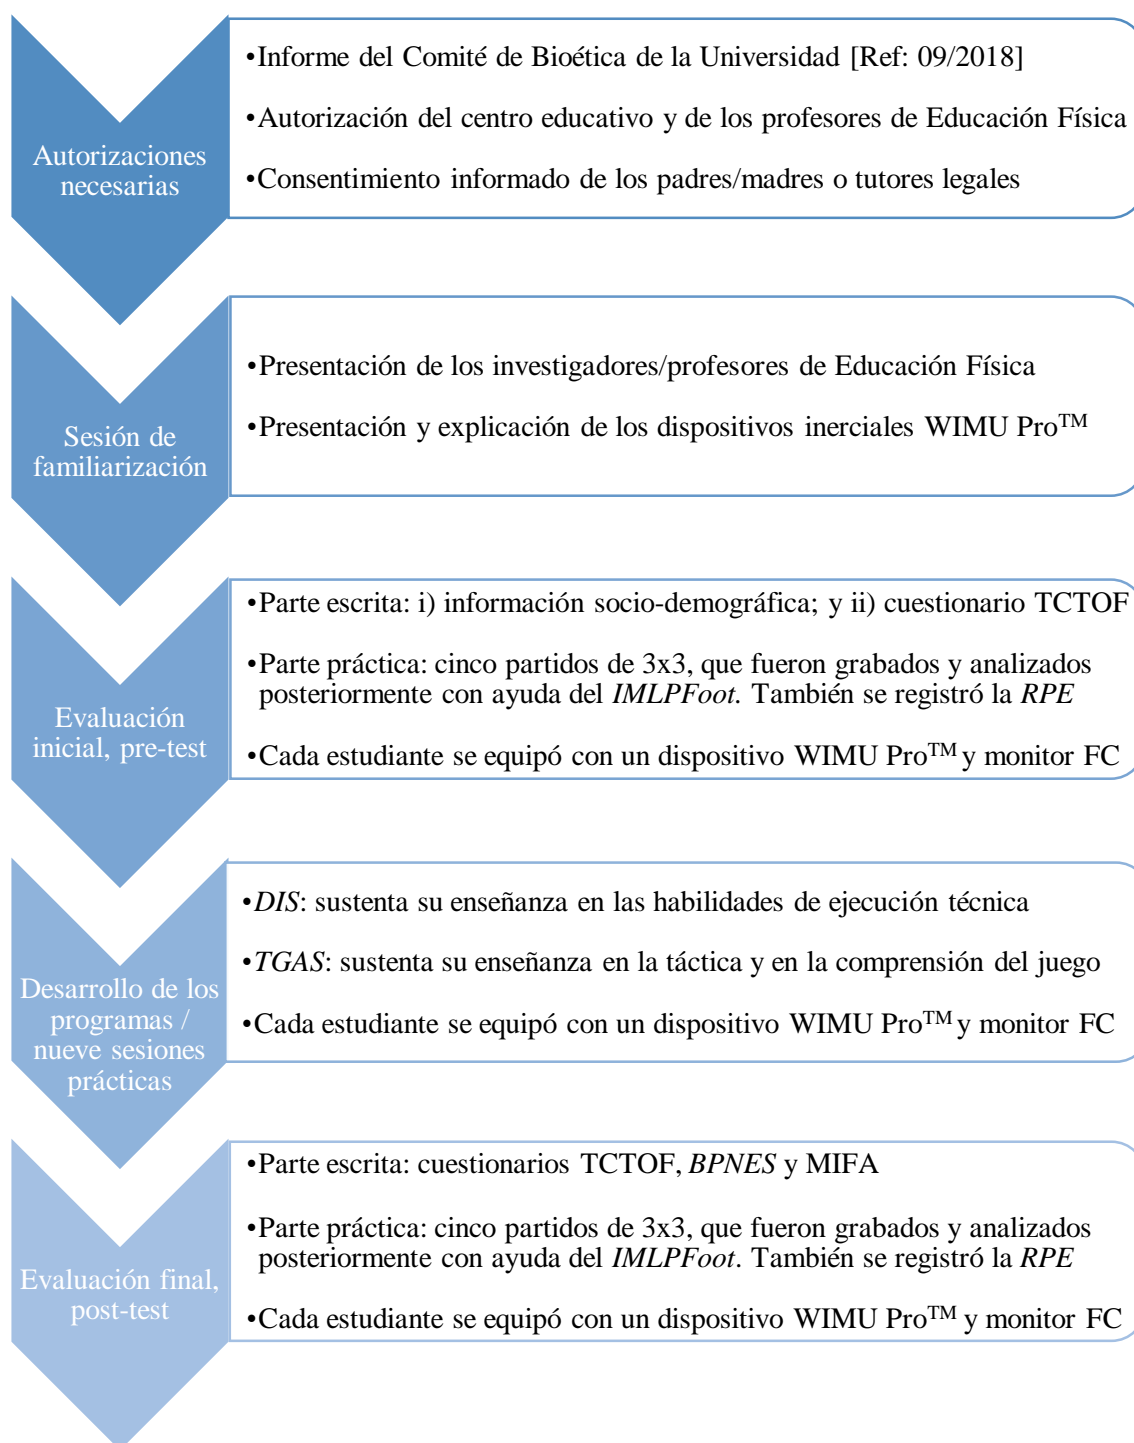 Autorizaciones
necesarias
•Informe del Comité de Bioética de la Universidad [Ref: 09/2018]
•Autorización del centro educativo y de los profesores de Educación Física
•Consentimiento informado de los padres/madres o tutores legales
Sesión de
familiarización
•Presentación de los investigadores/profesores de Educación Física
•Presentación y explicación de los dispositivos inerciales WIMU Pro™
Evaluación
inicial, pre-test
•Parte escrita: i) información socio-demográfica; y ii) cuestionario TCTOF
•Parte práctica: cinco partidos de 3x3, que fueron grabados y analizados
posteriormente con ayuda del IMLPFoot. También se registró la RPE
•Cada estudiante se equipó con un dispositivo WIMU Pro™ y monitor FC
Desarrollo de los
programas /
nueve sesiones
prácticas
•DIS: sustenta su enseñanza en las habilidades de ejecución técnica
•TGAS: sustenta su enseñanza en la táctica y en la comprensión del juego
•Cada estudiante se equipó con un dispositivo WIMU Pro™ y monitor FC
Evaluación final,
post-test
•Parte escrita: cuestionarios TCTOF, BPNES y MIFA
•Parte práctica: cinco partidos de 3x3, que fueron grabados y analizados
posteriormente con ayuda del IMLPFoot. También se registró la RPE
•Cada estudiante se equipó con un dispositivo WIMU Pro™ y monitor FC